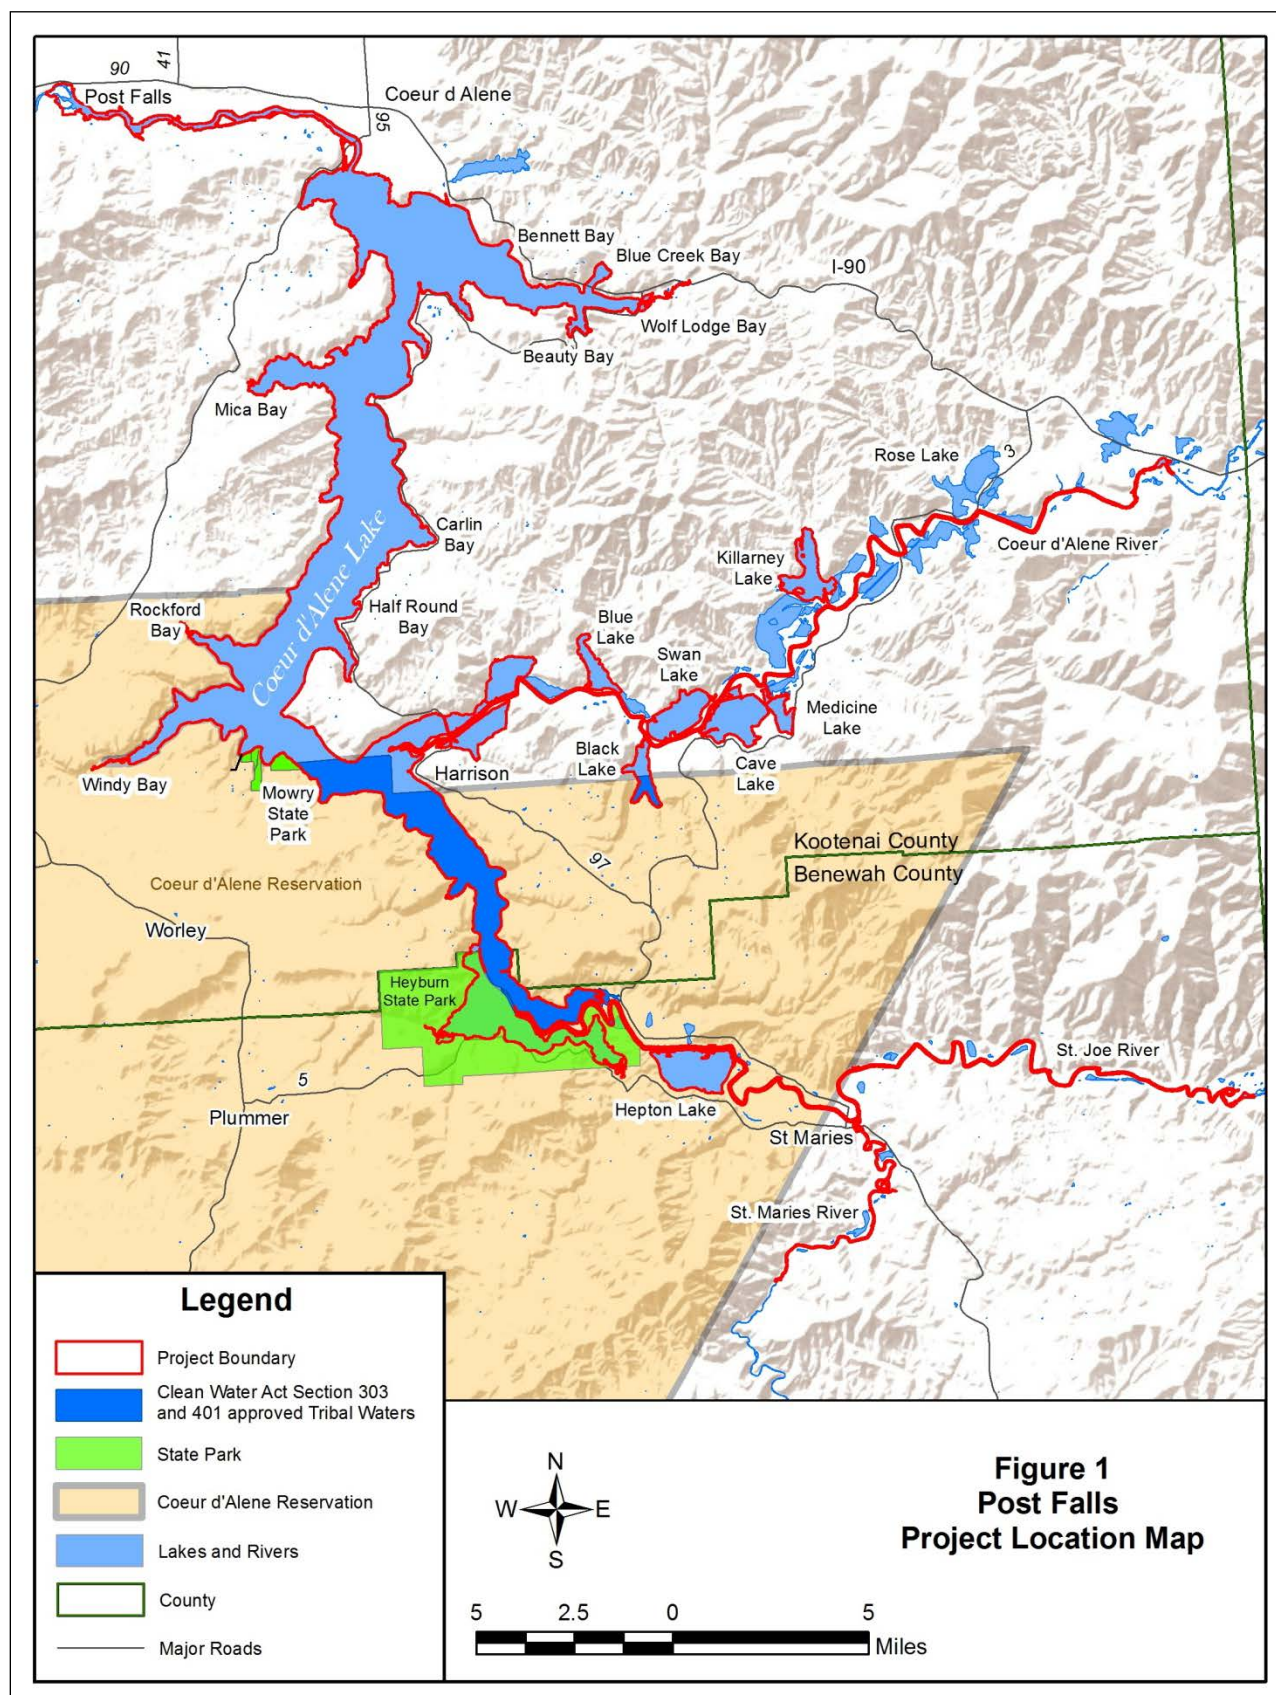 90
41
Post Falls
Coeur d Alene
95
Bennett Bay
Blue Creek Bay
I-90
Wolf Lodge Bay
Beauty Bay
Mica Bay
Rose Lake
3
Carlin
Bay
Coeur d'Alene River
Killarney
Lake
Coeur d'Alene Lake
Rockford
Bay
Half Round
Bay
Blue
Lake
Swan
Lake
Medicine
Lake
Black
Lake
Cave
Lake
Windy Bay
Harrison
Mowry
State
Park
Kootenai County
Benewah County
97
Coeur d'Alene Reservation
Worley
Heyburn
State Park
St. Joe River
5
Plummer
Hepton Lake
St Maries
St. Maries River
Legend
Project Boundary
Clean Water Act Section 303
and 401 approved Tribal Waters
State Park
Coeur d'Alene Reservation
Lakes and Rivers
County
Major Roads
N
W
E
S
5 2.5 0 5
Miles
Figure 1
Post Falls
Project Location Map